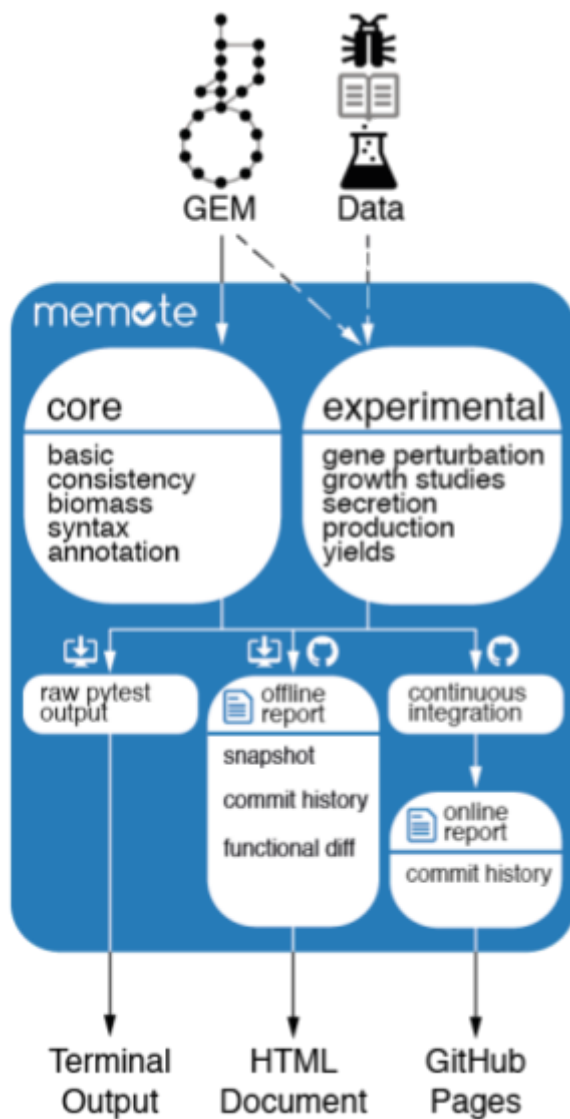 GEM
Data
memote
core
basic
consistency
biomass
syntax
annotation
experimental
gene perturbation
growth studies
secretion
production
yields
raw pytest
output
offline
report
snapshot
commit history
functional diff
continuous
integration
online
report
commit history
Terminal
Output
HTML
Document
GitHub
Pages